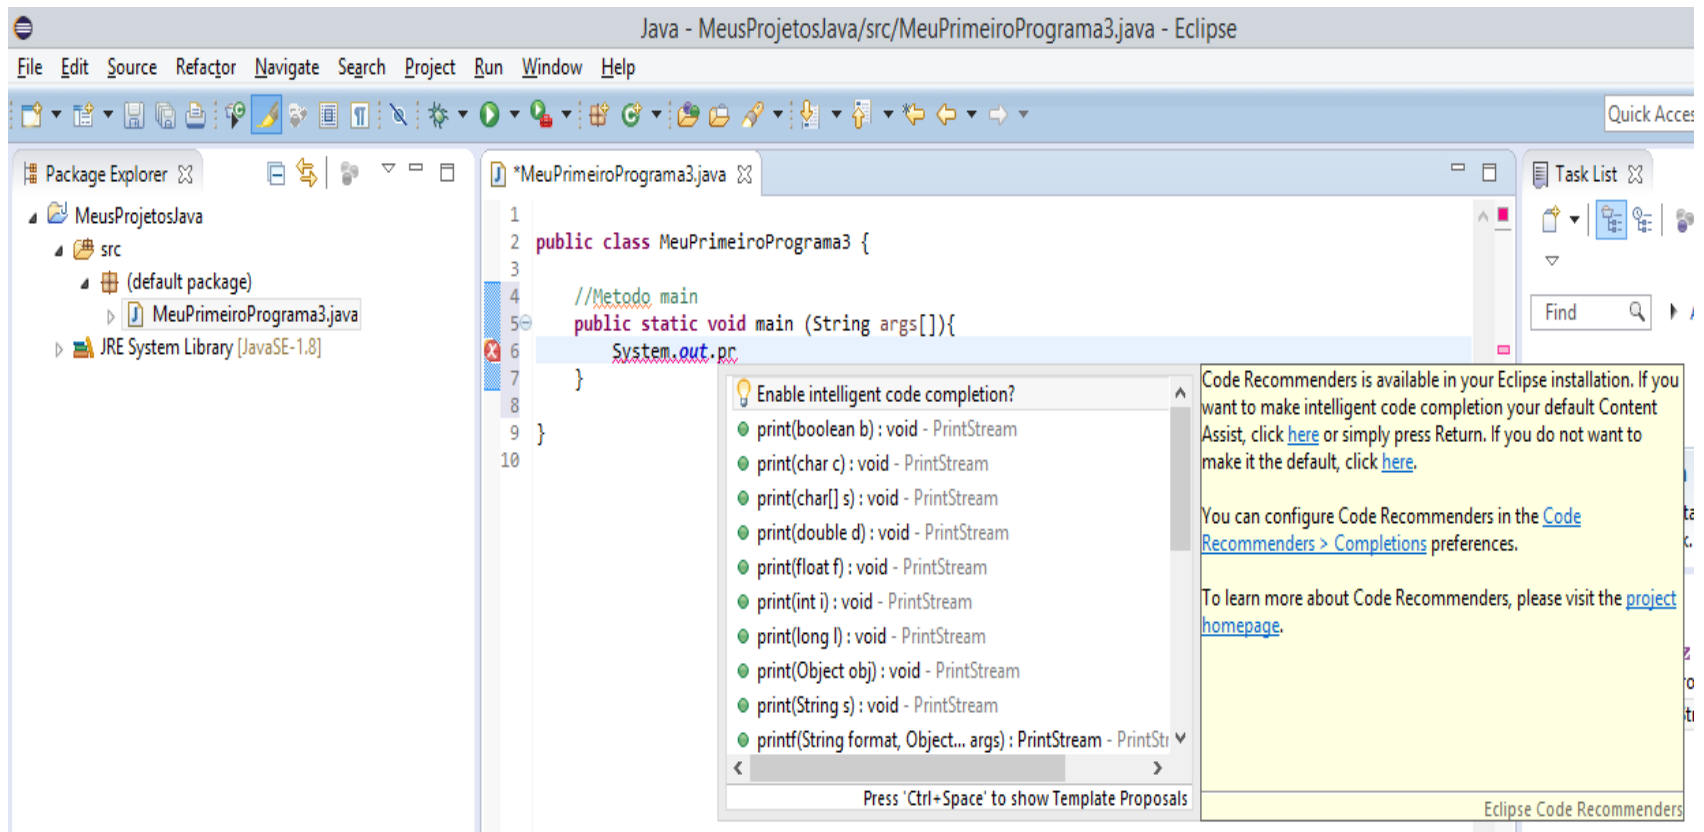 Java - MeusProjetosJava/src/MeuPrimeiroPrograma3.java - Eclipse
File Edit Source Refactor Navigate Search Project Run Window Help
Quick Acces
Package Explorer
MeusProjetosJava
src
(default package)
MeuPrimeiroPrograma3.java
JRE System Library [JavaSE-1.8]
*MeuPrimeiroPrograma3.java
1
2 public class MeuPrimeiroPrograma3 {
3
4 //Metodo main
5 public static void main (String args[]){
6 System.out.pr
7 }
8
9 }
10
Enable intelligent code completion?
print(boolean b) : void - PrintStream
print(char c) : void - PrintStream
print(char[] s) : void - PrintStream
print(double d) : void - PrintStream
print(float f) : void - PrintStream
print(int i) : void - PrintStream
print(long l) : void - PrintStream
print(Object obj) : void - PrintStream
print(String s) : void - PrintStream
printf(String format, Object... args) : PrintStream - PrintStr
Press 'Ctrl+Space' to show Template Proposals
Task List
Find
Code Recommenders is available in your Eclipse installation. If you
want to make intelligent code completion your default Content
Assist, click here or simply press Return. If you do not want to
make it the default, click here.
You can configure Code Recommenders in the Code
Recommenders > Completions preferences.
To learn more about Code Recommenders, please visit the project
homepage.
Eclipse Code Recommenders